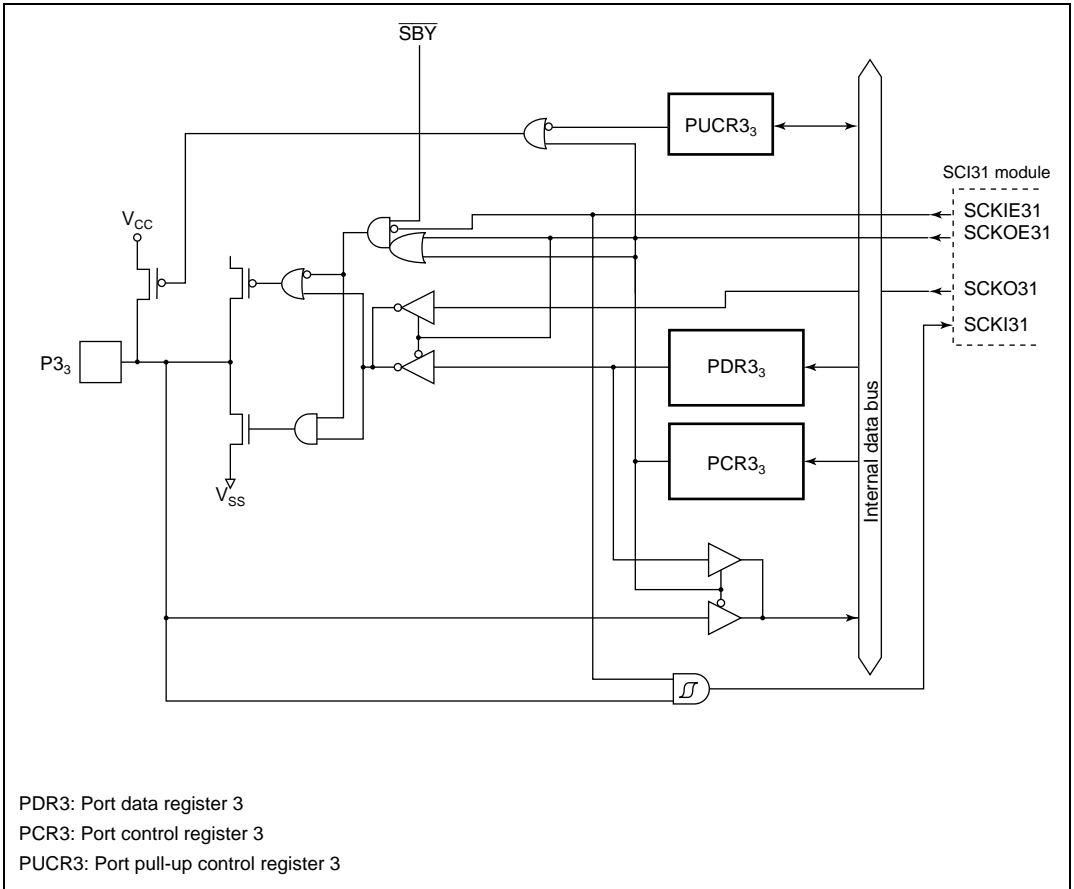 SBY
PUCR3₃
SCI31 module
SCKIE31
SCKOE31
V_CC
SCKO31
SCKI31
P3₃
PDR3₃
PCR3₃
Internal data bus
V_SS
PDR3: Port data register 3
PCR3: Port control register 3
PUCR3: Port pull-up control register 3